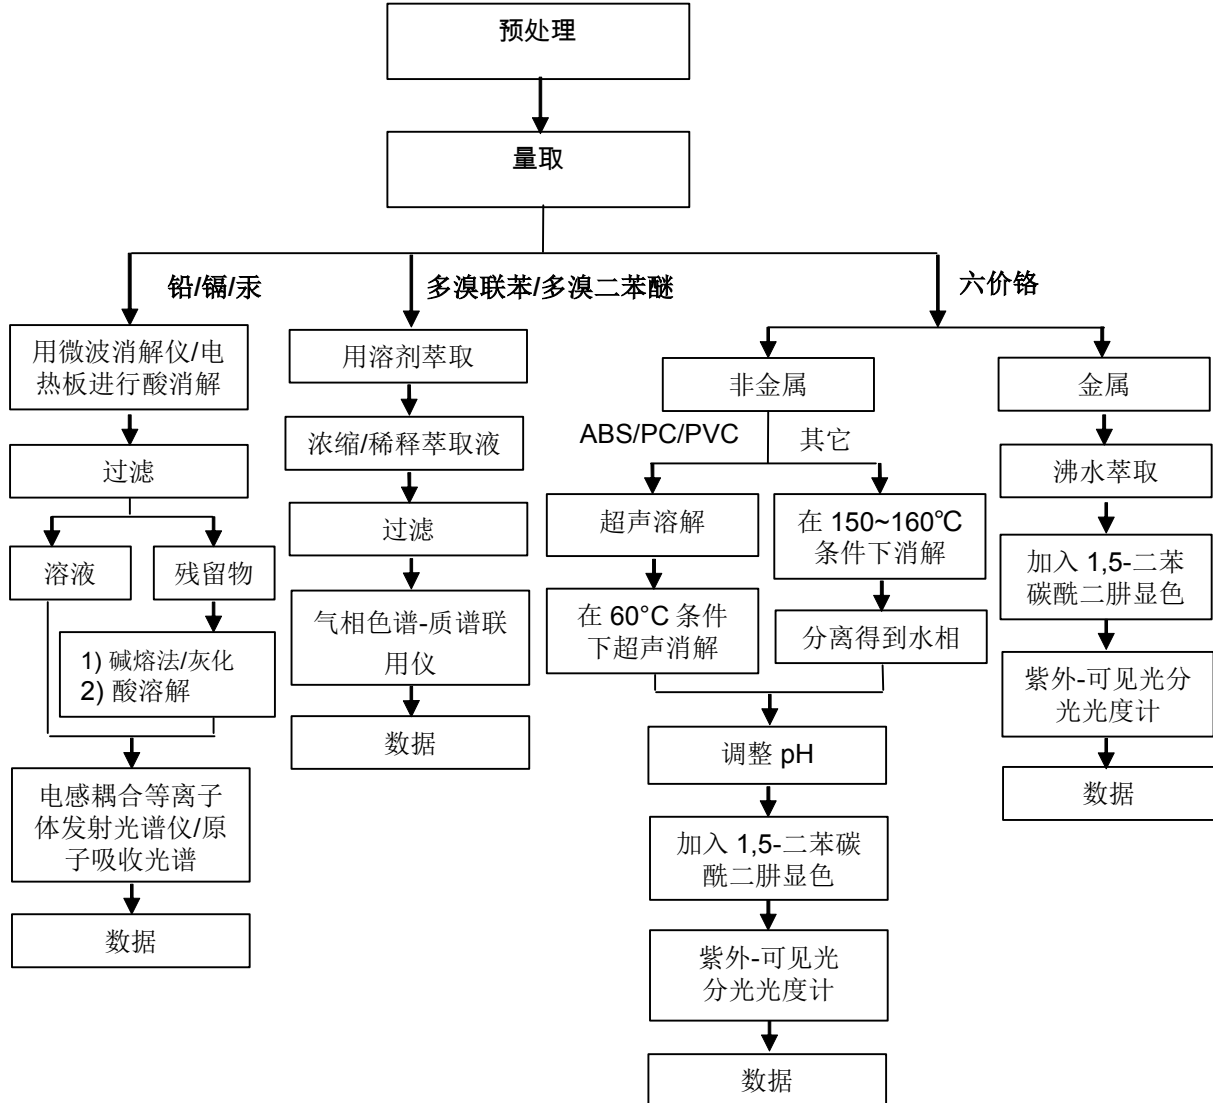 预处理
量取
铅/镉/汞
多溴联苯/多溴二苯醚
六价铬
用微波消解仪/电
热板进行酸消解
过滤
溶液
残留物
1) 碱熔法/灰化
2) 酸溶解
电感耦合等离子
体发射光谱仪/原
子吸收光谱
数据
用溶剂萃取
浓缩/稀释萃取液
过滤
气相色谱-质谱联
用仪
数据
非金属
ABS/PC/PVC
其它
超声溶解
在 60°C 条件
下超声消解
在 150~160℃
条件下消解
分离得到水相
调整 pH
加入 1,5-二苯碳
酰二肼显色
紫外-可见光
分光光度计
数据
金属
沸水萃取
加入 1,5-二苯
碳酰二肼显色
紫外-可见光分
光光度计
数据